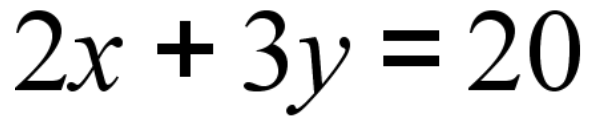 2x + 3y = 20